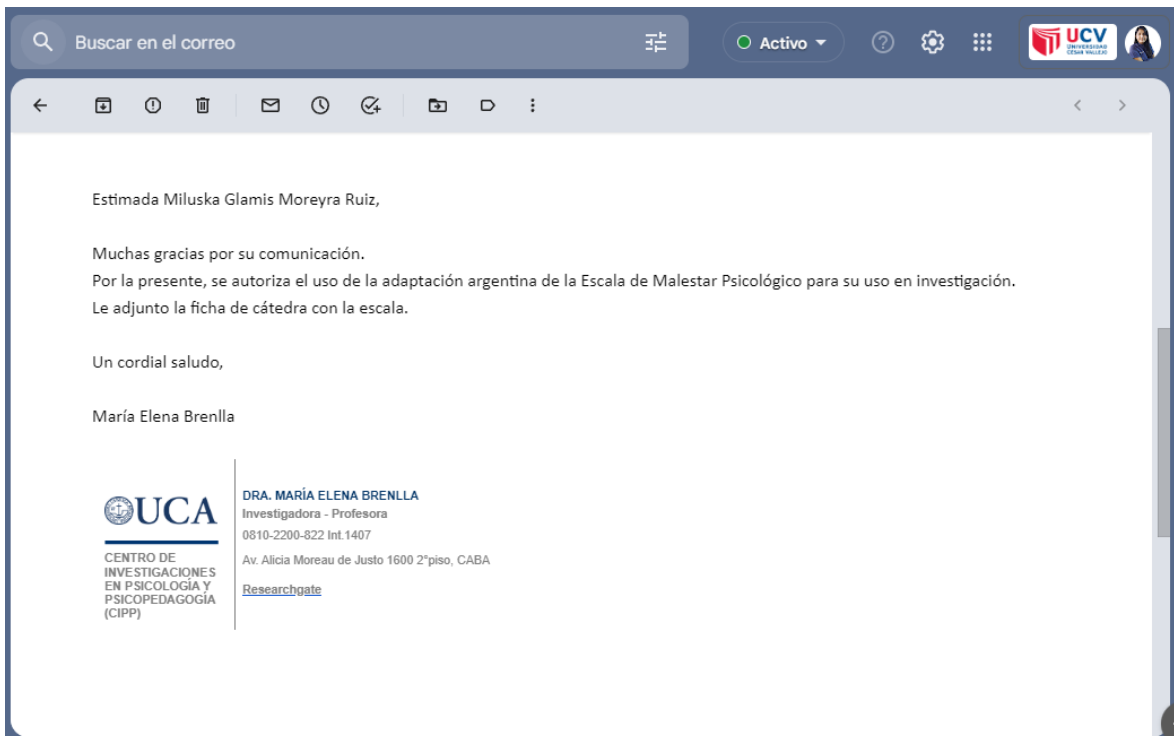 Buscar en el correo
Activo
UCV
UNIVERSIDAD
CÉSAR VALLEJO
Estimada Miluska Glamis Moreyra Ruiz,
Muchas gracias por su comunicación.
Por la presente, se autoriza el uso de la adaptación argentina de la Escala de Malestar Psicológico para su uso en investigación.
Le adjunto la ficha de cátedra con la escala.
Un cordial saludo,
María Elena Brenlla
UCA
CENTRO DE
INVESTIGACIONES
EN PSICOLOGÍA Y
PSICOPEDAGOGÍA
(CIPP)
DRA. MARÍA ELENA BRENLLA
Investigadora - Profesora
0810-2200-822 Int.1407
Av. Alicia Moreau de Justo 1600 2°piso, CABA
Researchgate